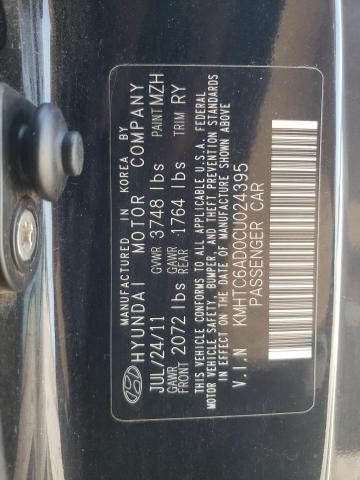 MANUFACTURED IN KOREA BY
HYUNDAI MOTOR COMPANY
JUL/24/11 GVWR 3748 lbs PAINT MZH
GAWR FRONT 2072 lbs GAWR REAR 1764 lbs TRIM RY
THIS VEHICLE CONFORMS TO ALL APPLICABLE U.S.A. FEDERAL
MOTOR VEHICLE SAFETY, BUMPER, AND THEFT PREVENTION STANDARDS
IN EFFECT ON THE DATE OF MANUFACTURE SHOWN ABOVE
V.I.N KMHTC6AD0CU024395
PASSENGER CAR